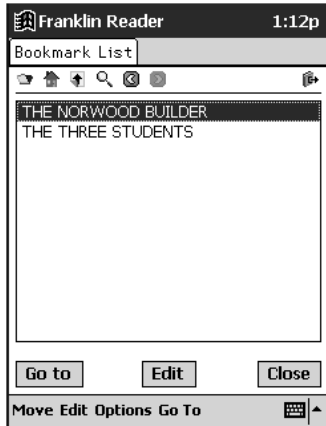 Franklin Reader 1:12p
Bookmark List
THE NORWOOD BUILDER
THE THREE STUDENTS
Go to Edit Close
Move Edit Options Go To